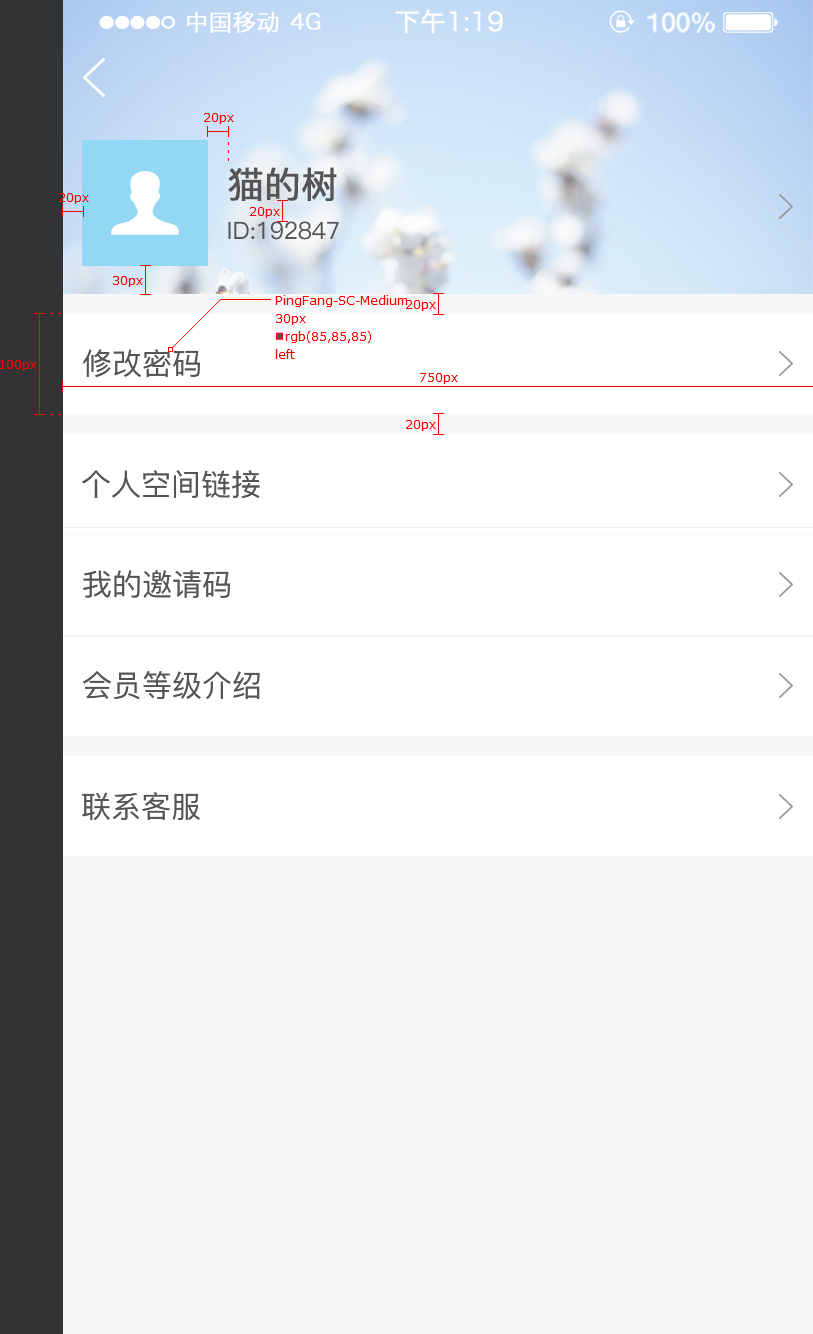 中国移动 4G 下午1:19 100%
20px
猫的树
20px
20px
ID:192847
30px
PingFang-SC-Medium
20px
30px
rgb(85,85,85)
left
100px
修改密码
750px
20px
个人空间链接
我的邀请码
会员等级介绍
联系客服